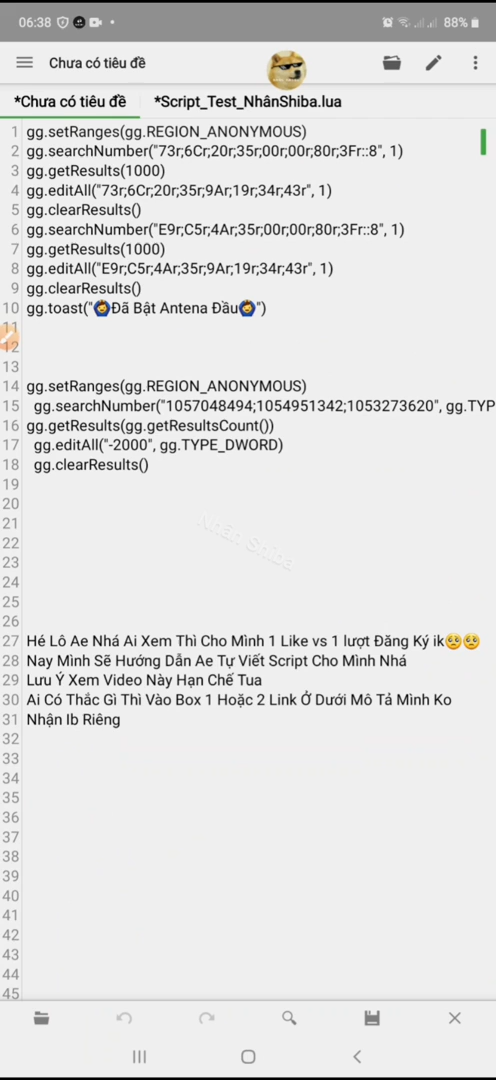 06:38 88%
Chưa có tiêu đề
*Chưa có tiêu đề *Script_Test_NhânShiba.lua
1 gg.setRanges(gg.REGION_ANONYMOUS)
2 gg.searchNumber("73r;6Cr;20r;35r;00r;00r;80r;3Fr::8", 1)
3 gg.getResults(1000)
4 gg.editAll("73r;6Cr;20r;35r;9Ar;19r;34r;43r", 1)
5 gg.clearResults()
6 gg.searchNumber("E9r;C5r;4Ar;35r;00r;00r;80r;3Fr::8", 1)
7 gg.getResults(1000)
8 gg.editAll("E9r;C5r;4Ar;35r;9Ar;19r;34r;43r", 1)
9 gg.clearResults()
10 gg.toast("🙆Đã Bật Antena Đầu🙆")
11
12
13
14 gg.setRanges(gg.REGION_ANONYMOUS)
15 gg.searchNumber("1057048494;1054951342;1053273620", gg.TYP
16 gg.getResults(gg.getResultsCount())
17 gg.editAll("-2000", gg.TYPE_DWORD)
18 gg.clearResults()
19
20
21
Nhân Shiba
22
23
24
25
26
27 Hé Lô Ae Nhá Ai Xem Thì Cho Mình 1 Like vs 1 lượt Đăng Ký ik🥺🥺
28 Nay Mình Sẽ Hướng Dẫn Ae Tự Viết Script Cho Mình Nhá
29 Lưu Ý Xem Video Này Hạn Chế Tua
30 Ai Có Thắc Gì Thì Vào Box 1 Hoặc 2 Link Ở Dưới Mô Tả Mình Ko
31 Nhận Ib Riêng
32
33
34
35
36
37
38
39
40
41
42
43
44
45